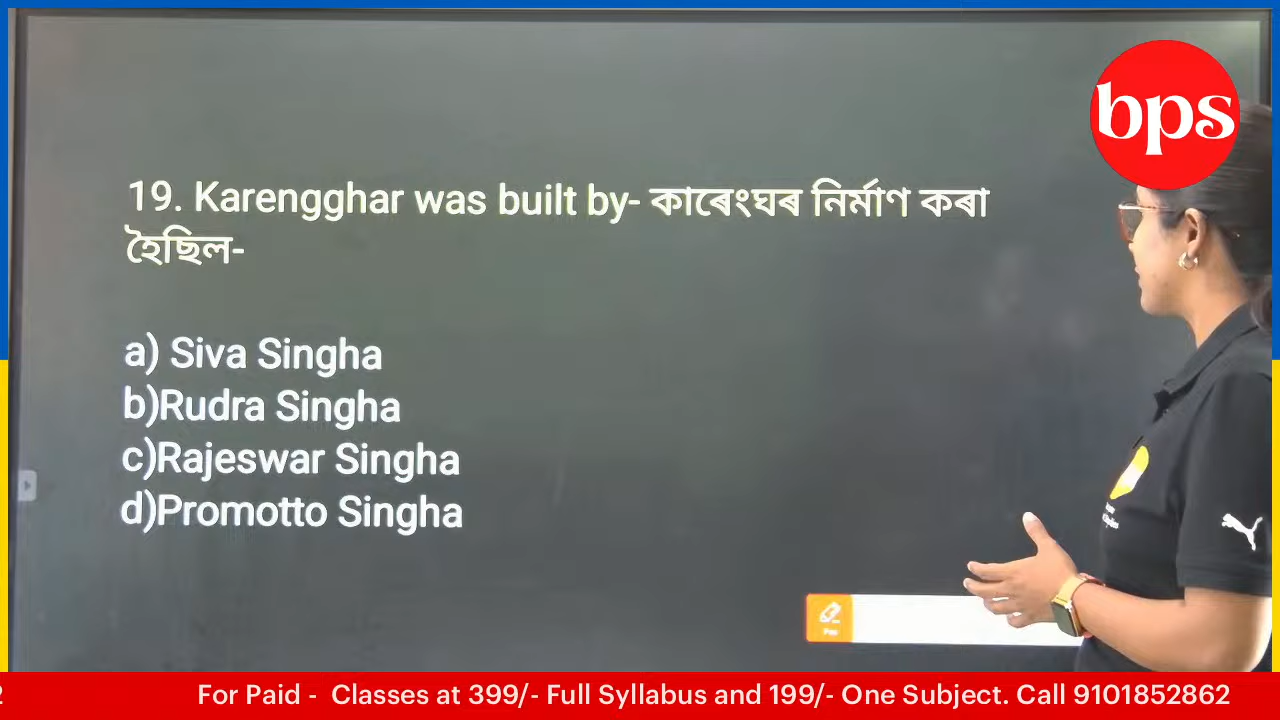 bps
19. Karengghar was built by- কাৰেংঘৰ নিৰ্মাণ কৰা
হৈছিল-
a) Siva Singha
b)Rudra Singha
c)Rajeswar Singha
d)Promotto Singha
For Paid - Classes at 399/- Full Syllabus and 199/- One Subject. Call 9101852862